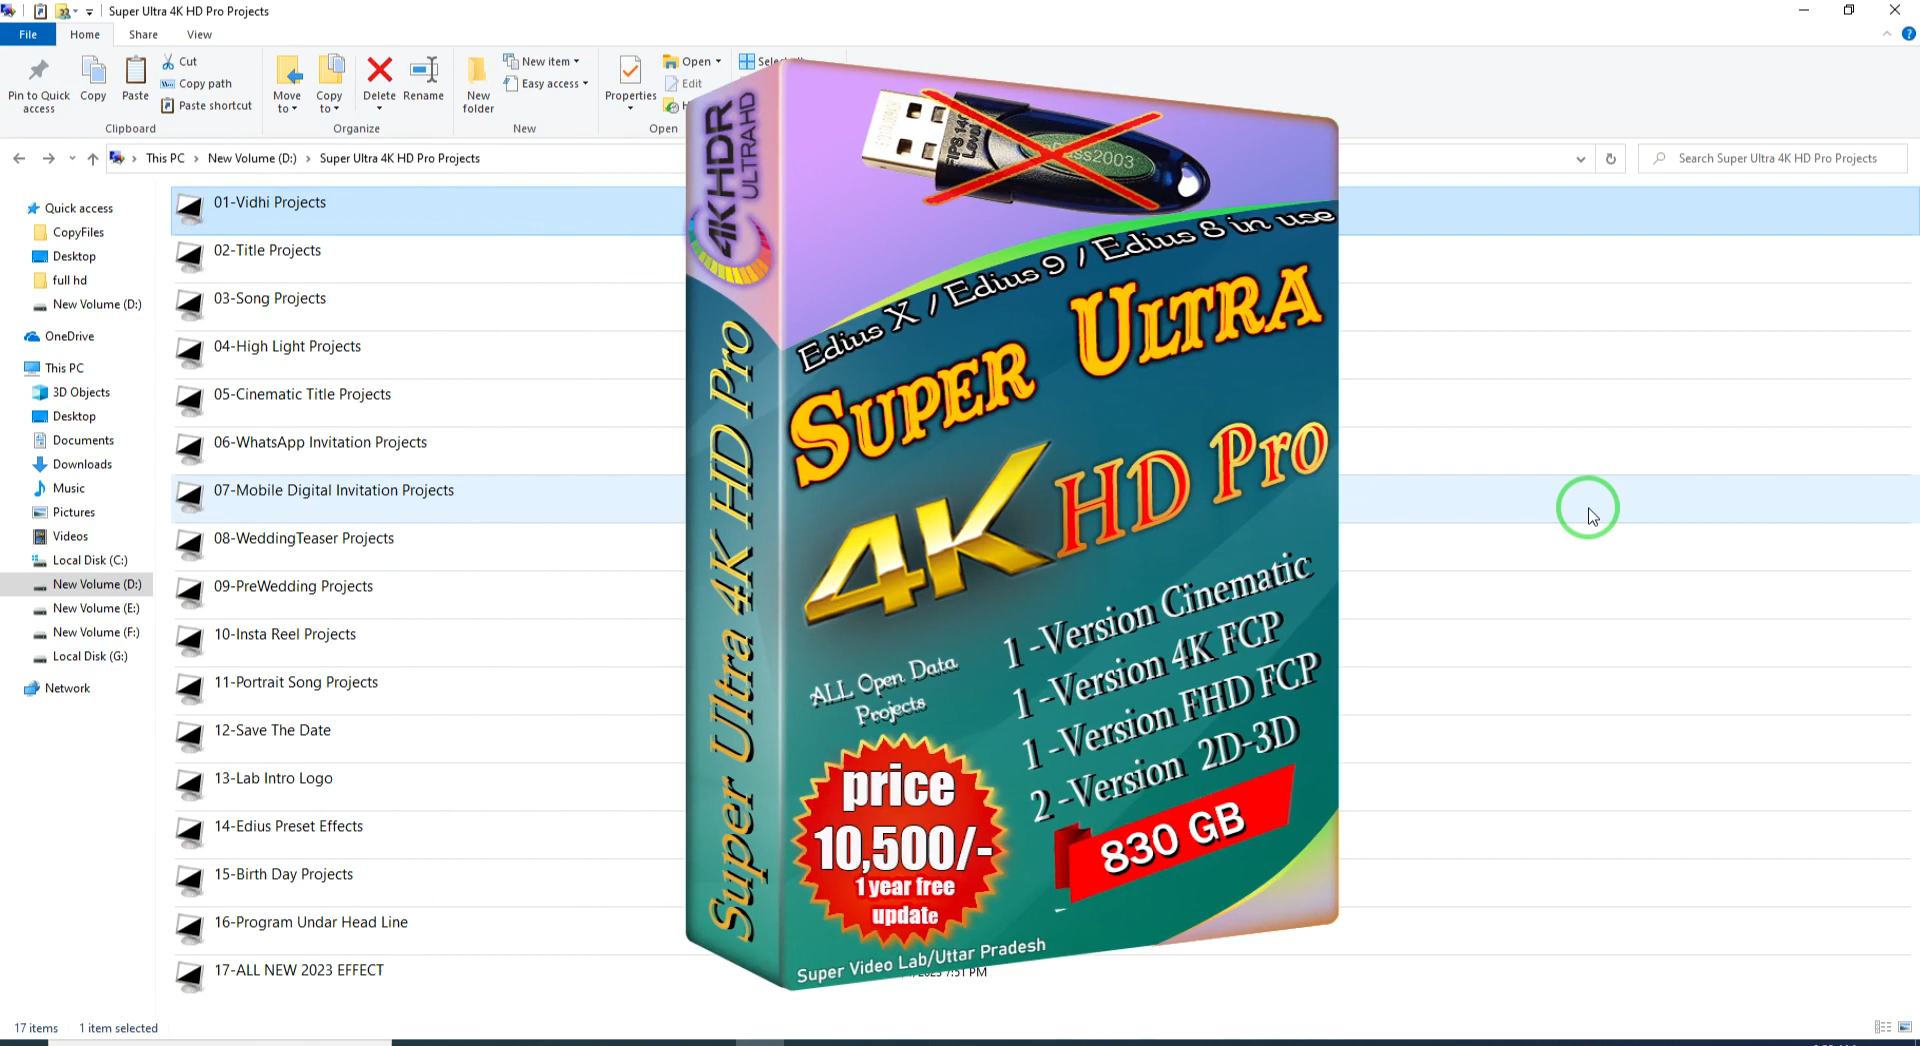 Super Ultra 4K HD Pro Projects
File
Home
Share
View
Pin to Quick
access
Copy
Paste
Cut
Copy path
Paste shortcut
Clipboard
Move
to
Copy
to
Delete
Rename
Organize
New
folder
New item
Easy access
New
Properties
Open
Edit
H
Open
Selec
This PC
New Volume (D:)
Super Ultra 4K HD Pro Projects
Search Super Ultra 4K HD Pro Projects
Quick access
CopyFiles
Desktop
full hd
New Volume (D:)
OneDrive
This PC
3D Objects
Desktop
Documents
Downloads
Music
Pictures
Videos
Local Disk (C:)
New Volume (D:)
New Volume (E:)
New Volume (F:)
Local Disk (G:)
Network
01-Vidhi Projects
02-Title Projects
03-Song Projects
04-High Light Projects
05-Cinematic Title Projects
06-WhatsApp Invitation Projects
07-Mobile Digital Invitation Projects
08-WeddingTeaser Projects
09-PreWedding Projects
10-Insta Reel Projects
11-Portrait Song Projects
12-Save The Date
13-Lab Intro Logo
14-Edius Preset Effects
15-Birth Day Projects
16-Program Undar Head Line
17-ALL NEW 2023 EFFECT
7:51 PM
17 items
1 item selected
4KHDR
ULTRAHD
Super Ultra 4K HD Pro
FIPS 140
Level
ass2003
Edius X / Edius 9 / Edius 8 in use
Super Ultra
4K HD Pro
1 -Version Cinematic
1 -Version 4K FCP
1 -Version FHD FCP
2 -Version 2D-3D
ALL Open Data
Projects
830 GB
price
10,500/-
1 year free
update
Super Video Lab/Uttar Pradesh